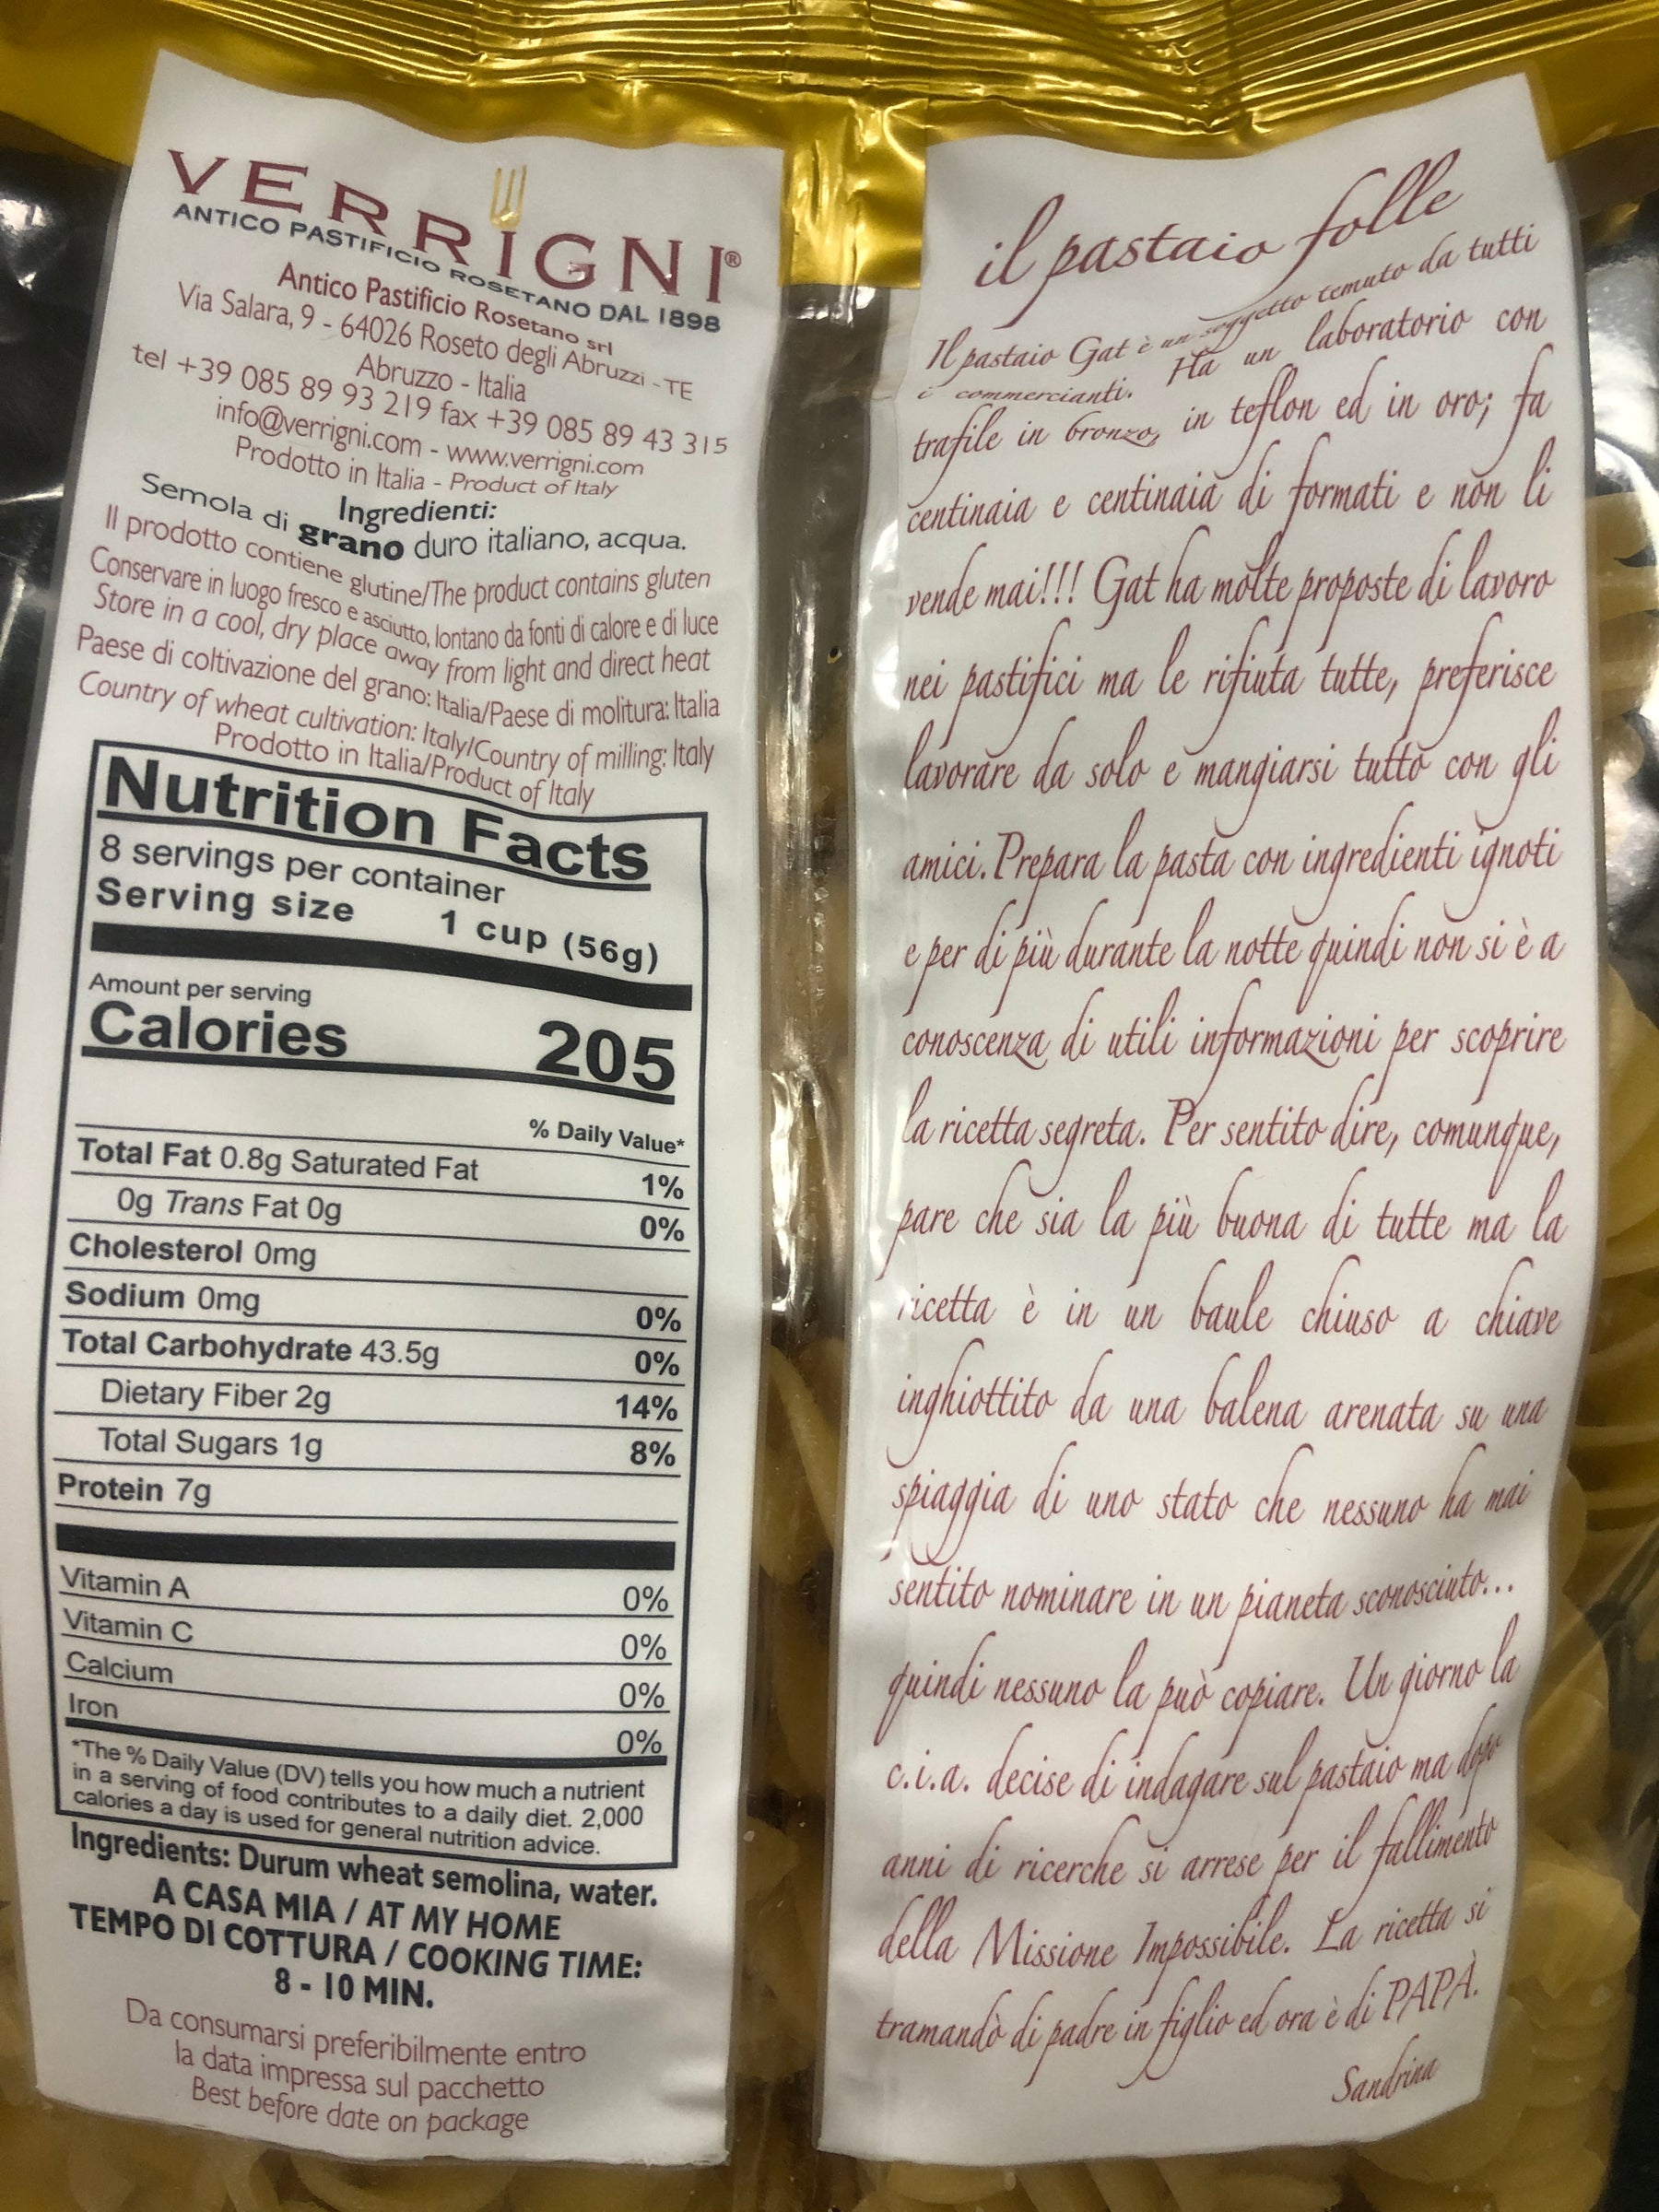 VERRIGNI®
ANTICO PASTIFICIO ROSETANO DAL 1898
Antico Pastificio Rosetano srl
Via Salara, 9 - 64026 Roseto degli Abruzzi - TE
Abruzzo - Italia
tel +39 085 89 93 219 fax +39 085 89 43 315
info@verrigni.com - www.verrigni.com
Prodotto in Italia - Product of Italy
Ingredienti:
Semola di grano duro italiano, acqua.
Il prodotto contiene glutine/The product contains gluten
Conservare in luogo fresco e asciutto, lontano da fonti di calore e di luce
Store in a cool, dry place away from light and direct heat
Paese di coltivazione del grano: Italia/Paese di molitura: Italia
Country of wheat cultivation: Italy/Country of milling: Italy
Prodotto in Italia/Product of Italy
Nutrition Facts
8 servings per container
Serving size 1 cup (56g)
Amount per serving
Calories 205
% Daily Value*
Total Fat 0.8g Saturated Fat 1%
0g Trans Fat 0g 0%
Cholesterol 0mg
Sodium 0mg 0%
Total Carbohydrate 43.5g 0%
Dietary Fiber 2g 14%
Total Sugars 1g 8%
Protein 7g
Vitamin A 0%
Vitamin C 0%
Calcium 0%
Iron 0%
*The % Daily Value (DV) tells you how much a nutrient
in a serving of food contributes to a daily diet. 2,000
calories a day is used for general nutrition advice.
Ingredients: Durum wheat semolina, water.
A CASA MIA / AT MY HOME
TEMPO DI COTTURA / COOKING TIME:
8 - 10 MIN.
Da consumarsi preferibilmente entro
la data impressa sul pacchetto
Best before date on package
il pastaio folle
Il pastaio Gat è un soggetto temuto da tutti
i commercianti. Ha un laboratorio con
trafile in bronzo, in teflon ed in oro; fa
centinaia e centinaia di formati e non li
vende mai!!! Gat ha molte proposte di lavoro
nei pastifici ma le rifiuta tutte, preferisce
lavorare da solo e mangiarsi tutto con gli
amici. Prepara la pasta con ingredienti ignoti
e per di più durante la notte quindi non si è a
conoscenza di utili informazioni per scoprire
la ricetta segreta. Per sentito dire, comunque,
pare che sia la più buona di tutte ma la
ricetta è in un baule chiuso a chiave
inghiottito da una balena arenata su una
spiaggia di uno stato che nessuno ha mai
sentito nominare in un pianeta sconosciuto...
quindi nessuno la può copiare. Un giorno la
c.i.a. decise di indagare sul pastaio ma dopo
anni di ricerche si arrese per il fallimento
della Missione Impossibile. La ricetta si
tramandò di padre in figlio ed ora è di PAPÀ.
Sandrina